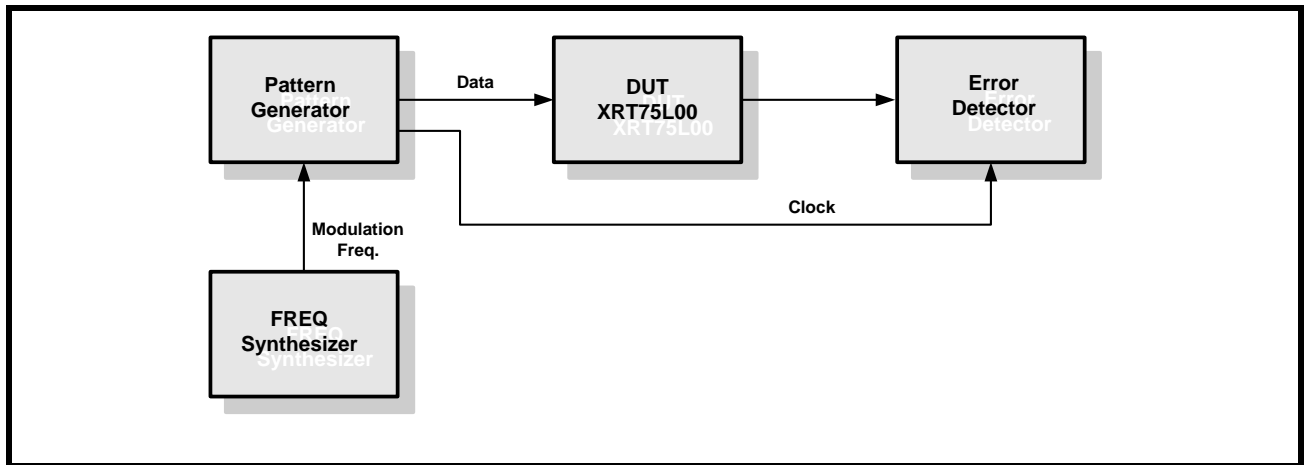 Pattern
Generator
Data
DUT
XRT75L00
Error
Detector
Clock
Modulation
Freq.
FREQ
Synthesizer